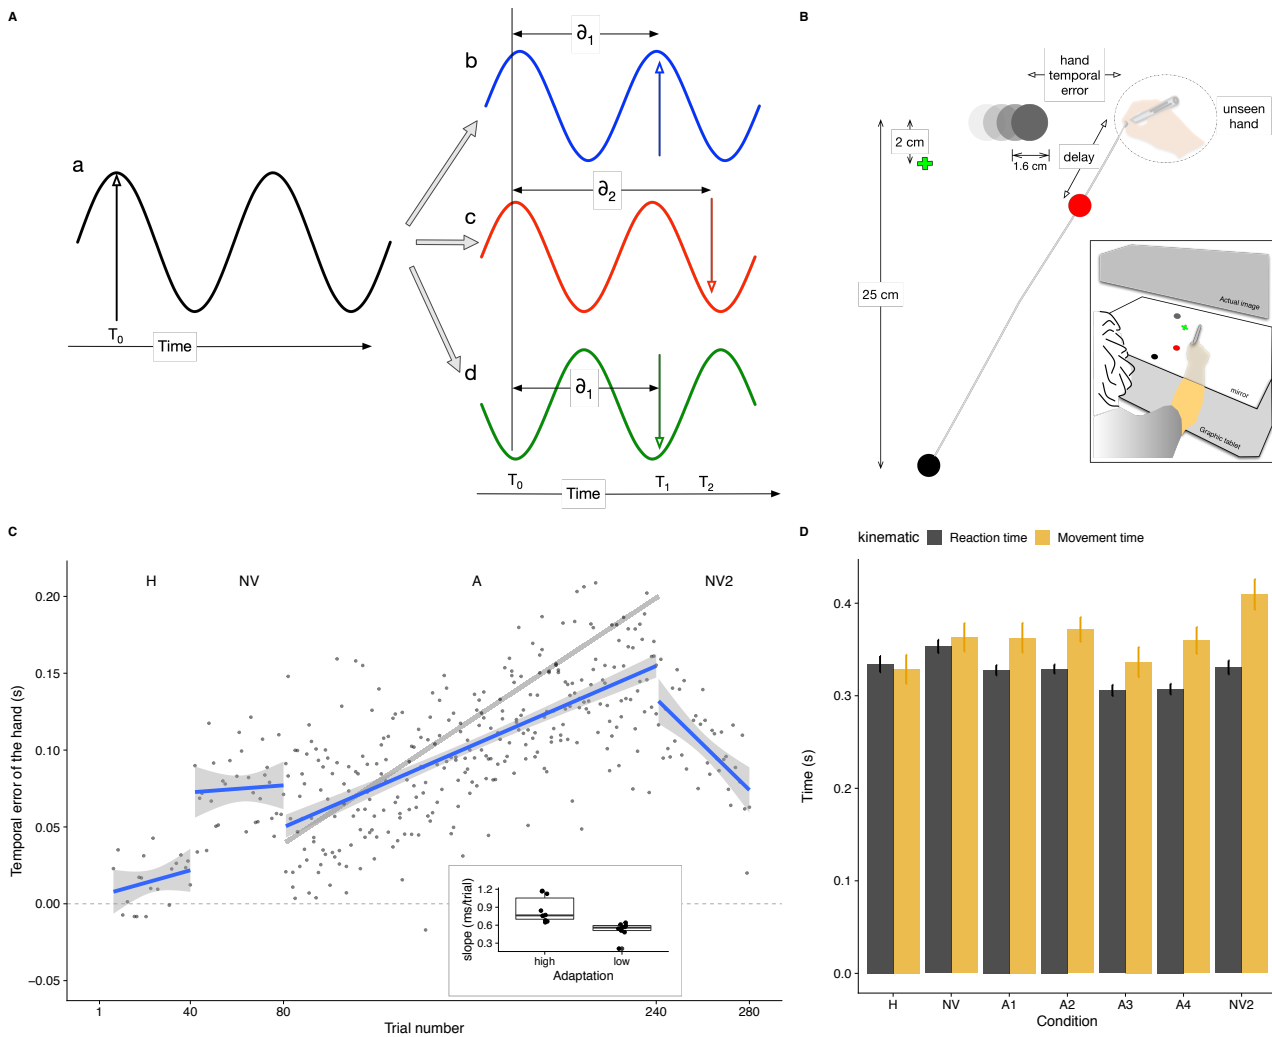 A
a
T0
Time
b
∂1
c
∂2
d
∂1
T0
Time
T1
T2
B
hand
temporal
error
unseen
hand
2 cm
1.6 cm
delay
25 cm
Actual image
mirror
Graphic tablet
C
H
NV
A
NV2
Temporal error of the hand (s)
0.20
0.15
0.10
0.05
0.00
−0.05
1
40
80
240
280
Trial number
slope (ms/trial)
1.2
0.9
0.6
0.3
high
low
Adaptation
D
kinematic
Reaction time
Movement time
Time (s)
0.4
0.3
0.2
0.1
0.0
H
NV
A1
A2
A3
A4
NV2
Condition